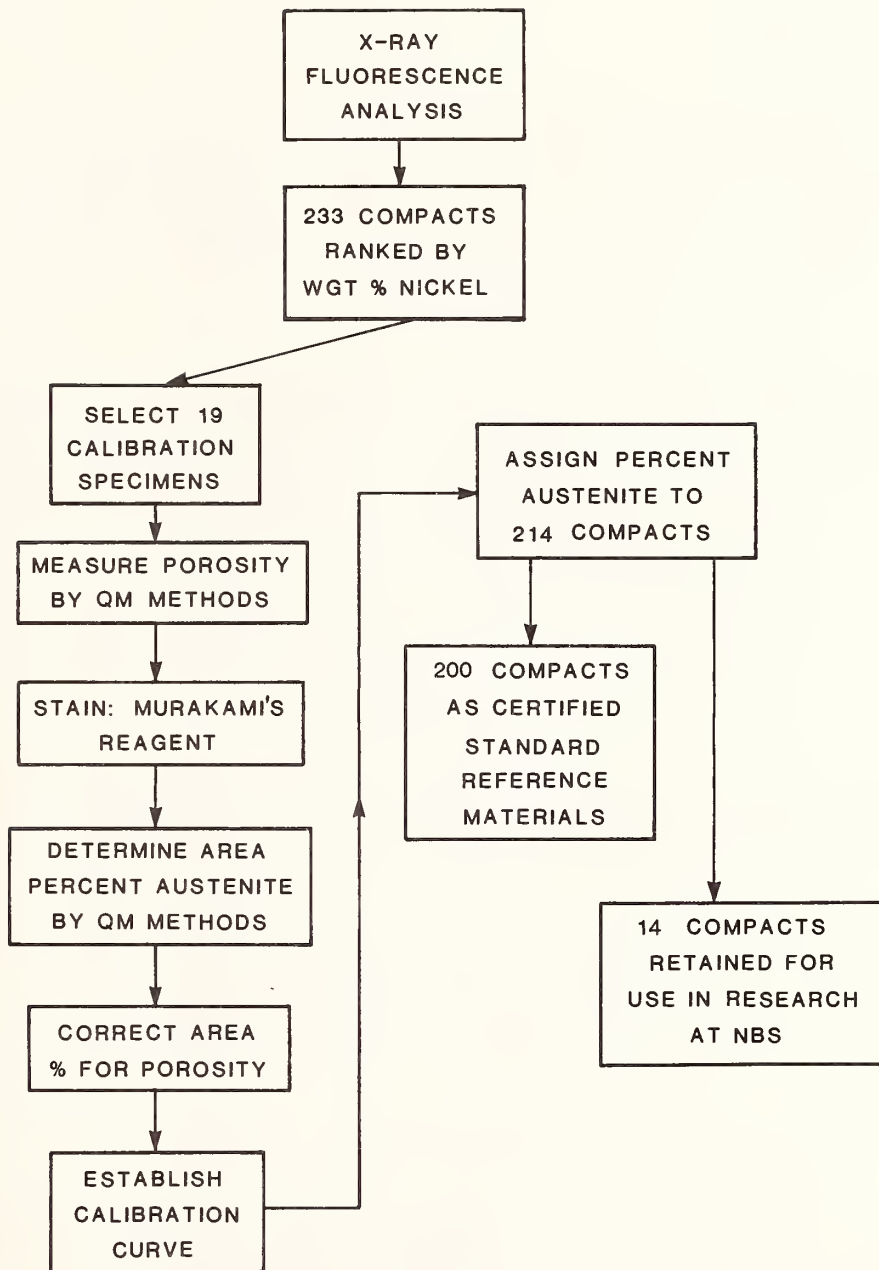 X-RAY
FLUORESCENCE
ANALYSIS
233 COMPACTS
RANKED BY
WGT % NICKEL
SELECT 19
CALIBRATION
SPECIMENS
MEASURE POROSITY
BY QM METHODS
STAIN: MURAKAMI'S
REAGENT
DETERMINE AREA
PERCENT AUSTENITE
BY QM METHODS
CORRECT AREA
% FOR POROSITY
ESTABLISH
CALIBRATION
CURVE
ASSIGN PERCENT
AUSTENITE TO
214 COMPACTS
200 COMPACTS
AS CERTIFIED
STANDARD
REFERENCE
MATERIALS
14 COMPACTS
RETAINED FOR
USE IN RESEARCH
AT NBS